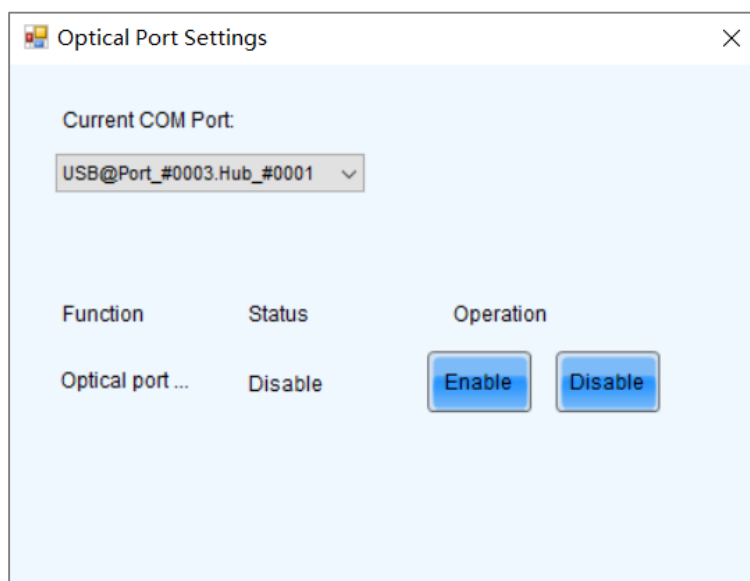 Optical Port Settings
Current COM Port:
USB@Port_#0003.Hub_#0001
Function Status Operation
Optical port ... Disable Enable Disable